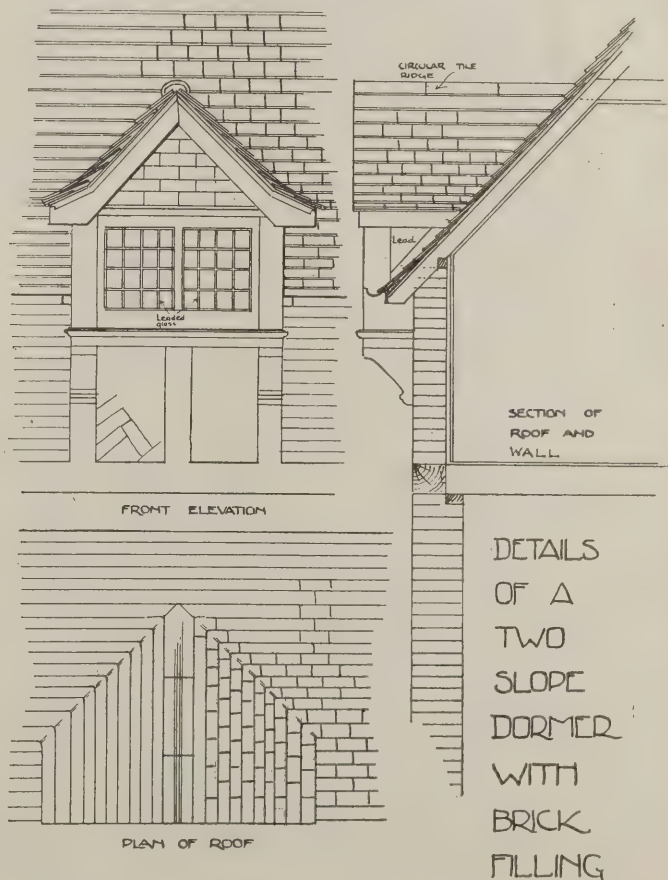 CIRCULAR TILE
RIDGE
Lead
Leaded
glass
SECTION OF
ROOF AND
WALL
FRONT ELEVATION
DETAILS
OF A
TWO
SLOPE
DORMER
WITH
BRICK
FILLING
PLAN OF ROOF